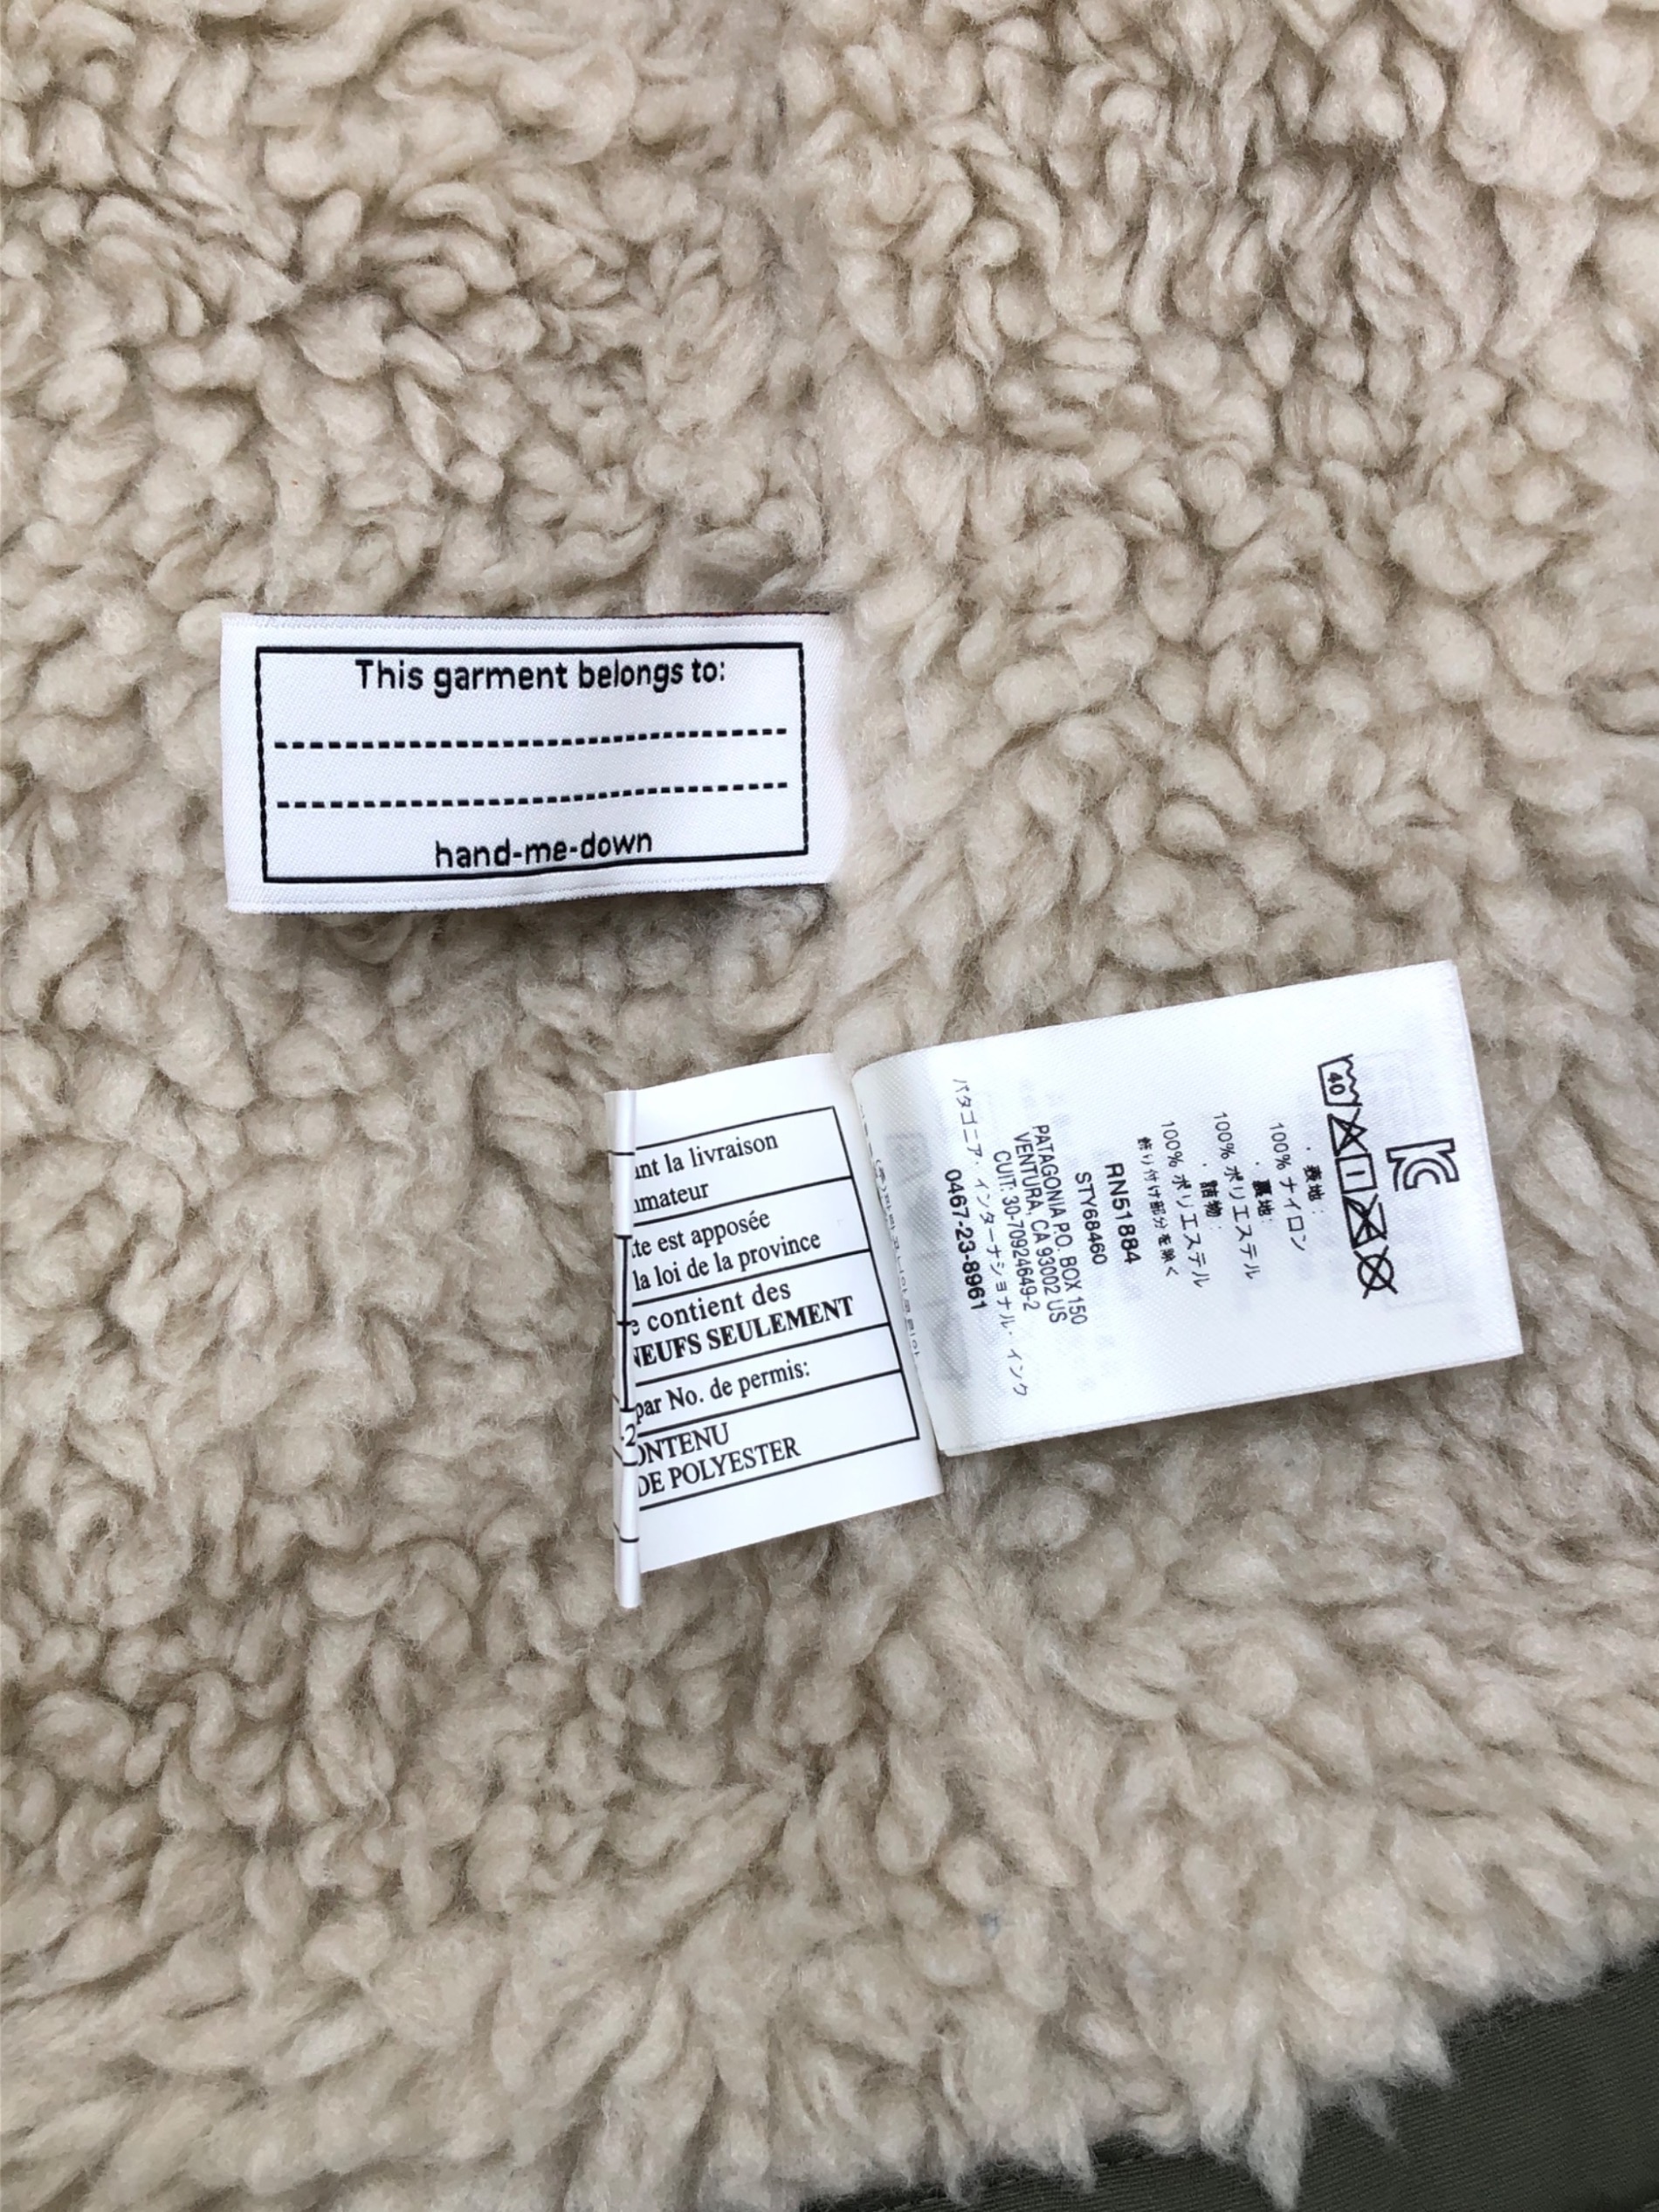 This garment belongs to:
hand-me-down
ant la livraison
mmateur
te est apposée
la loi de la province
e contient des
NEUFS SEULEMENT
par No. de permis:
-2
ONTENU
DE POLYESTER
40
・表地:
100% ナイロン
・裏地:
100% ポリエステル
・詰物:
100% ポリエステル
飾り付け部分を除く
RN51884
STY68460
PATAGONIA P.O. BOX 150
VENTURA, CA 93002 US
CUIT: 30-70924649-2
パタゴニア・インターナショナル・インク
0467-23-8961